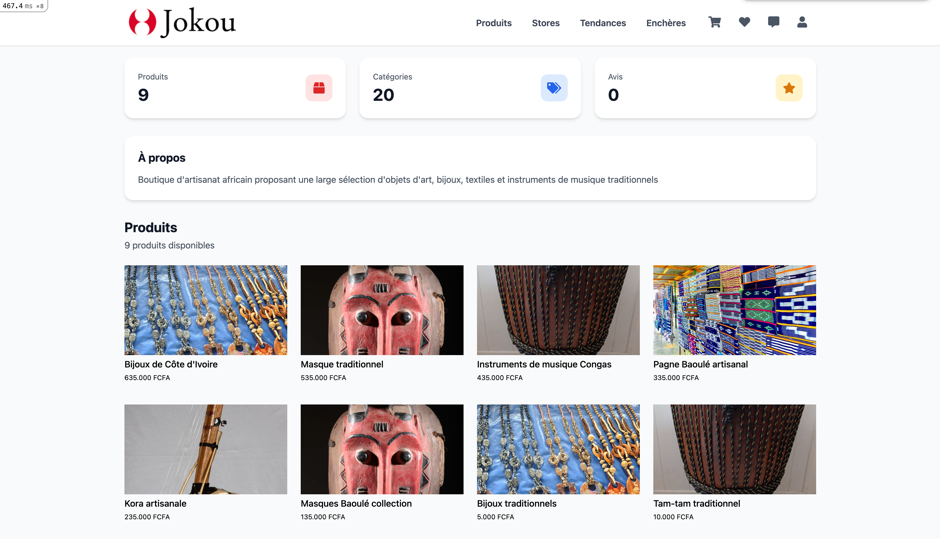 467.4 ms ×8
Jokou
Produits
Stores
Tendances
Enchères
Produits
9
Catégories
20
Avis
0
À propos
Boutique d'artisanat africain proposant une large sélection d'objets d'art, bijoux, textiles et instruments de musique traditionnels
Produits
9 produits disponibles
Bijoux de Côte d'Ivoire
635.000 FCFA
Masque traditionnel
535.000 FCFA
Instruments de musique Congas
435.000 FCFA
Pagne Baoulé artisanal
335.000 FCFA
Kora artisanale
235.000 FCFA
Masques Baoulé collection
135.000 FCFA
Bijoux traditionnels
5.000 FCFA
Tam-tam traditionnel
10.000 FCFA